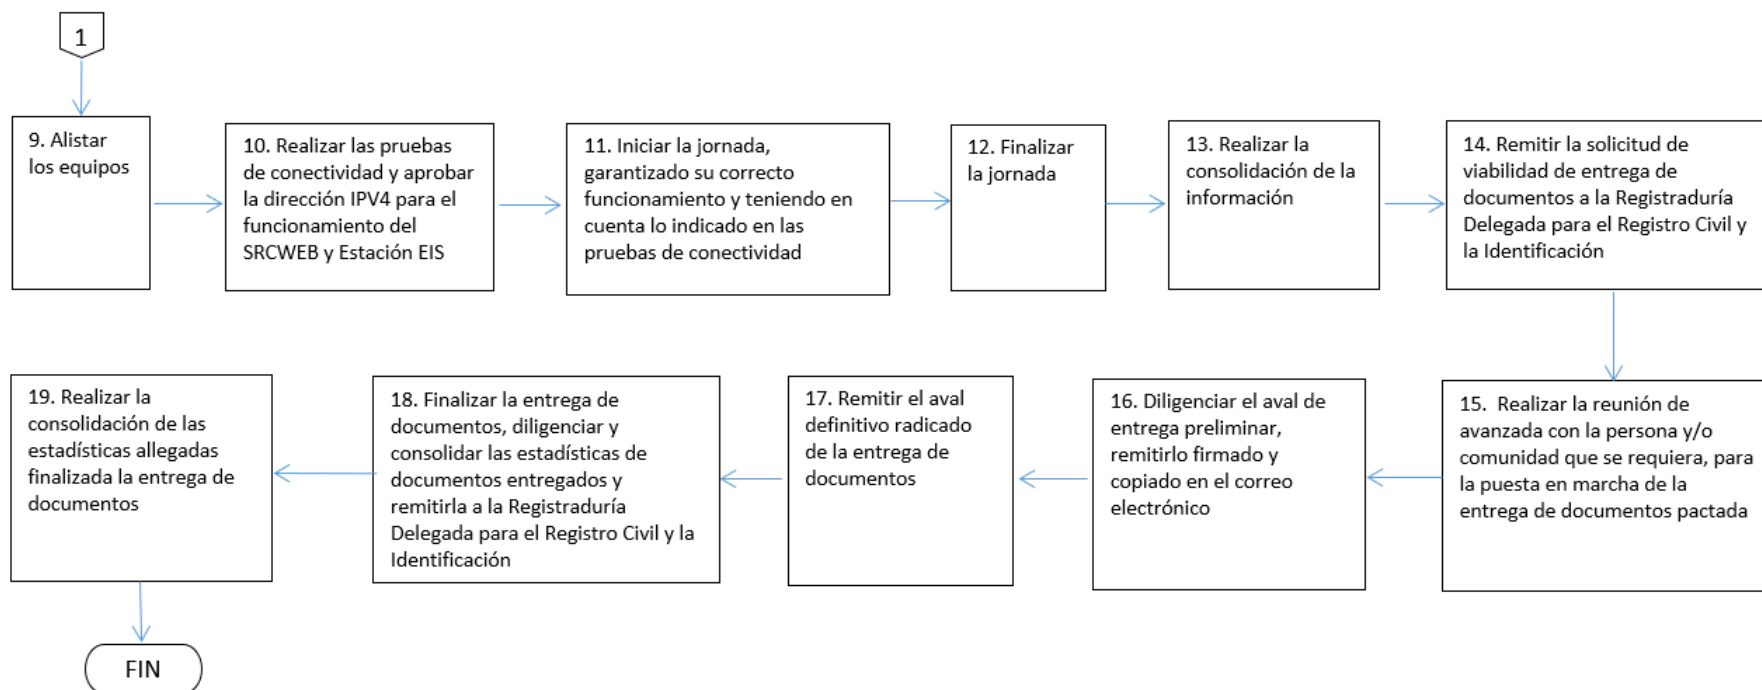 1
9. Alistar
los equipos
10. Realizar las pruebas
de conectividad y aprobar
la dirección IPV4 para el
funcionamiento del
SRCWEB y Estación EIS
11. Iniciar la jornada,
garantizado su correcto
funcionamiento y teniendo en
cuenta lo indicado en las
pruebas de conectividad
12. Finalizar
la jornada
13. Realizar la
consolidación de la
información
14. Remitir la solicitud de
viabilidad de entrega de
documentos a la Registraduría
Delegada para el Registro Civil y
la Identificación
15. Realizar la reunión de
avanzada con la persona y/o
comunidad que se requiera, para
la puesta en marcha de la
entrega de documentos pactada
16. Diligenciar el aval de
entrega preliminar,
remitirlo firmado y
copiado en el correo
electrónico
17. Remitir el aval
definitivo radicado
de la entrega de
documentos
18. Finalizar la entrega de
documentos, diligenciar y
consolidar las estadísticas de
documentos entregados y
remitirla a la Registraduría
Delegada para el Registro Civil y la
Identificación
19. Realizar la
consolidación de las
estadísticas allegadas
finalizada la entrega de
documentos
FIN